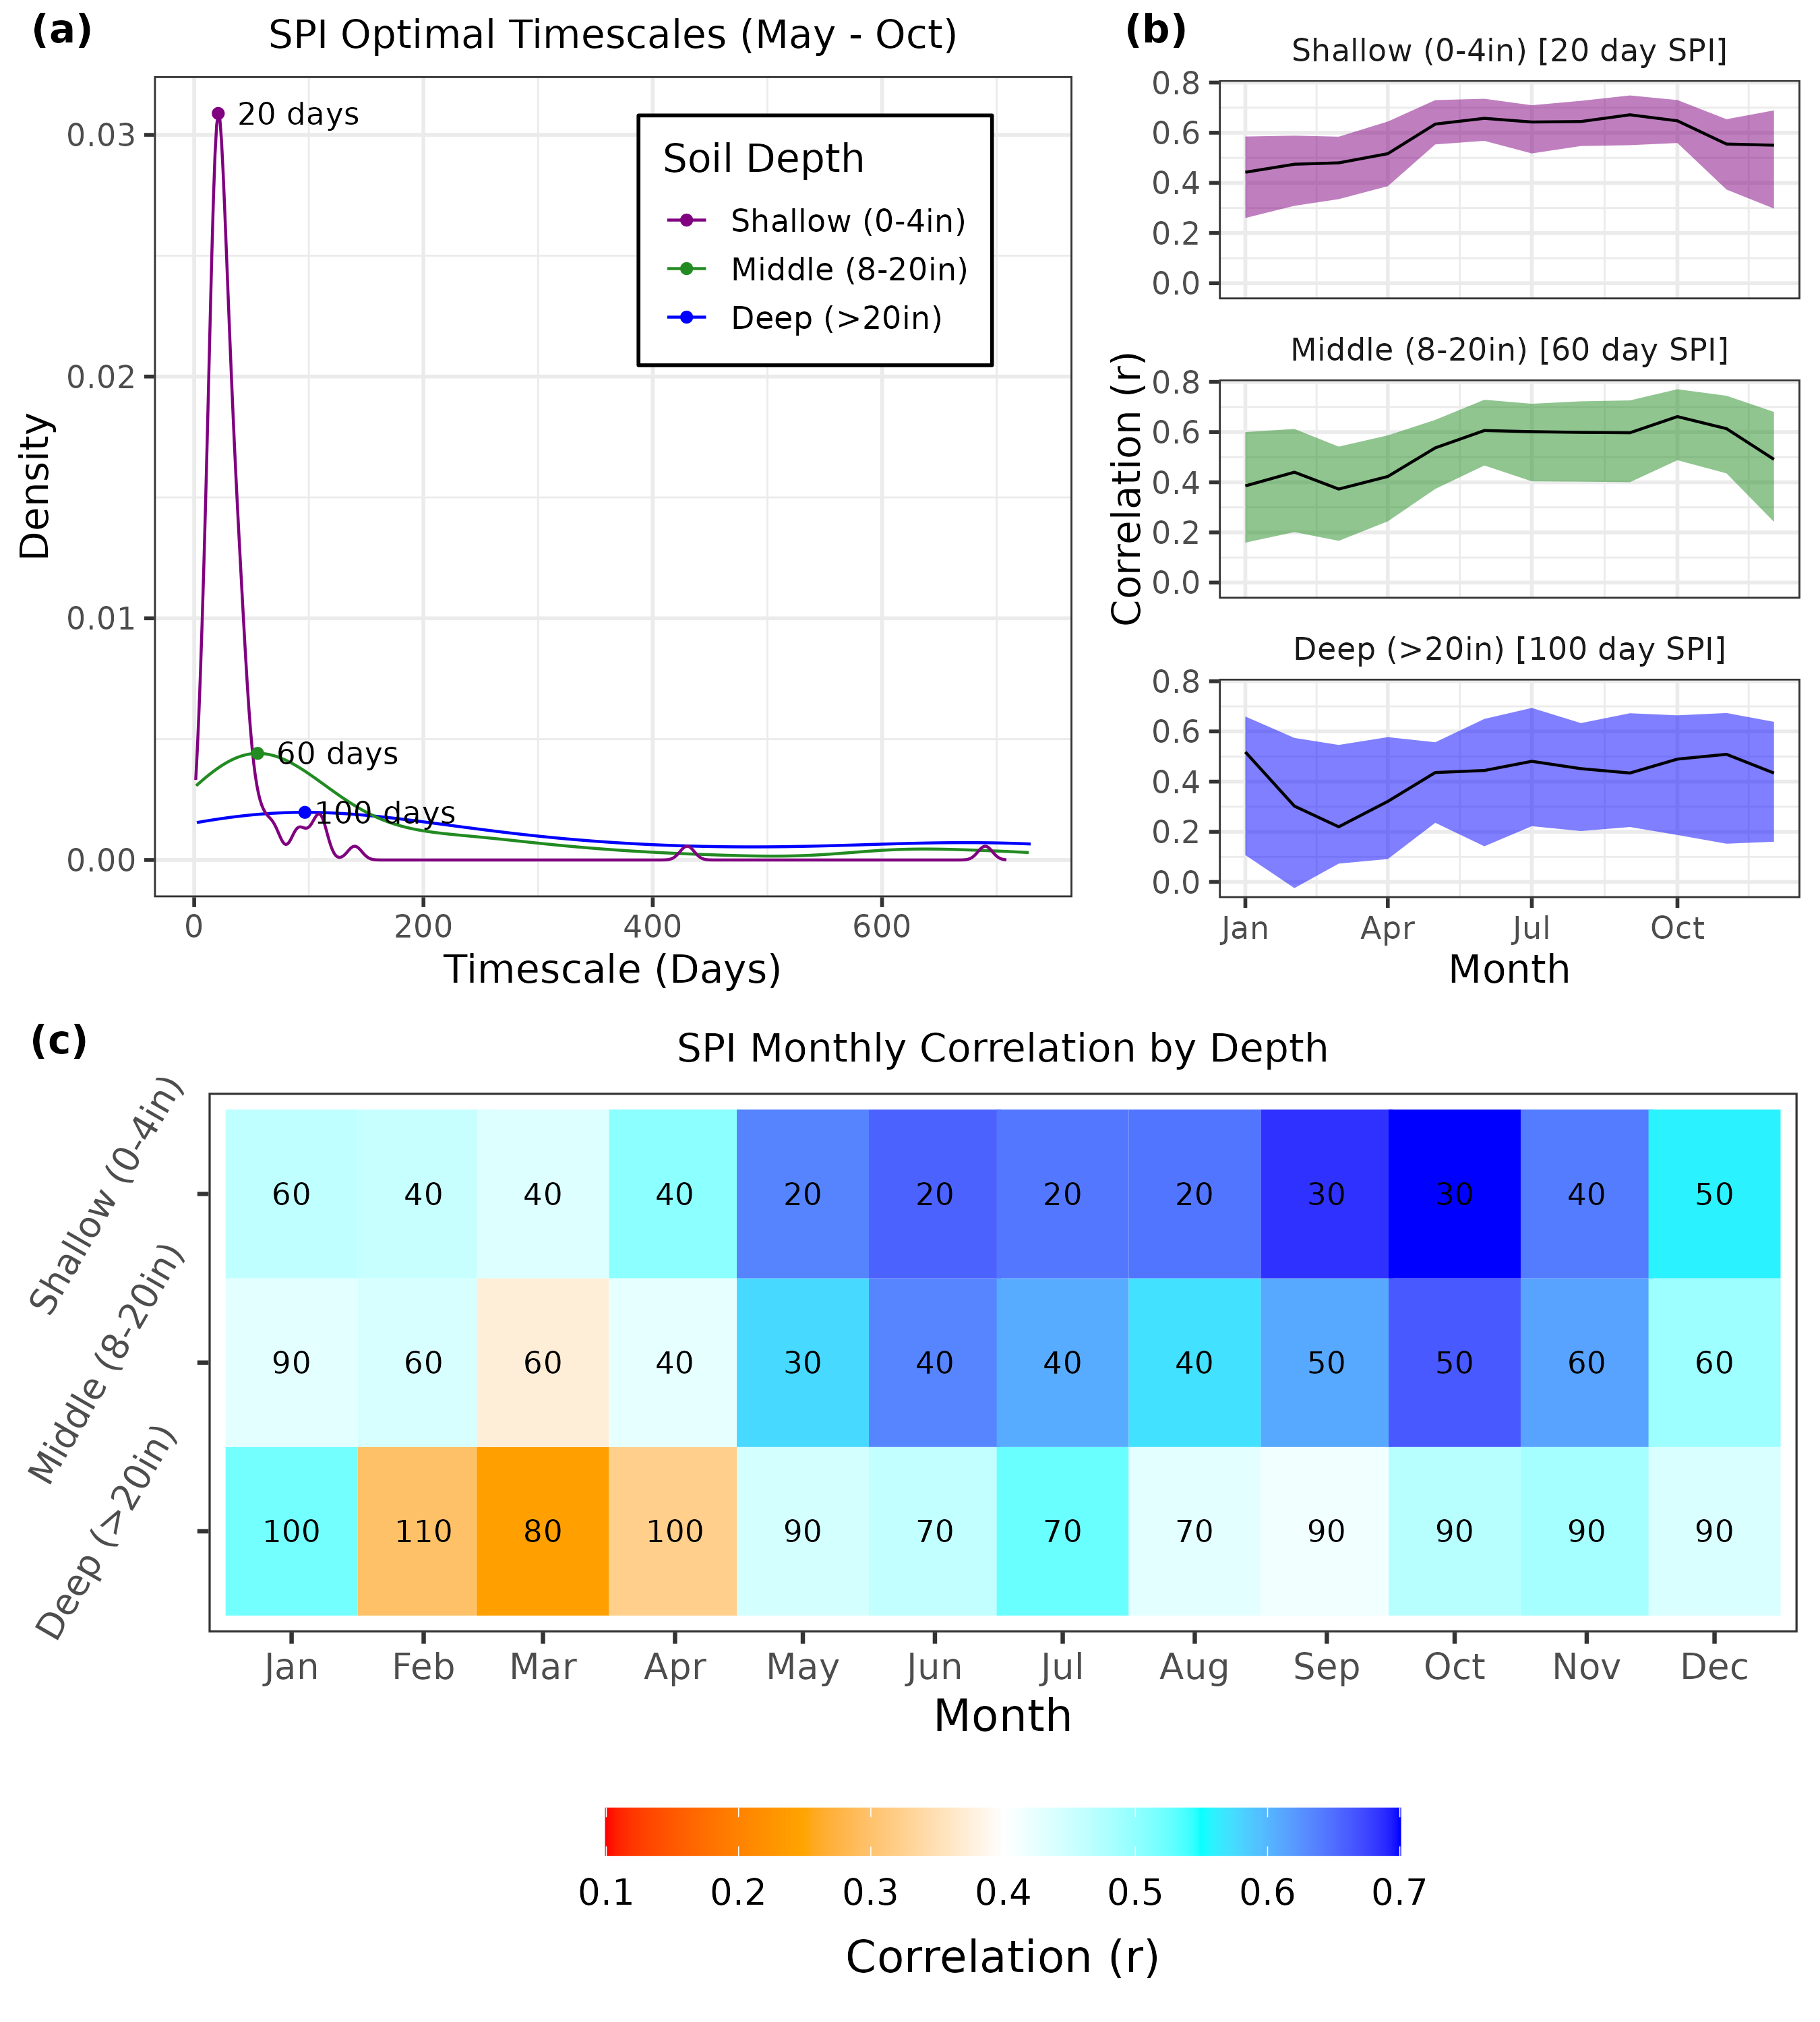 (a)
SPI Optimal Timescales (May - Oct)
Density
0.03
0.02
0.01
0.00
20 days
60 days
100 days
Soil Depth
Shallow (0-4in)
Middle (8-20in)
Deep (>20in)
0 200 400 600
Timescale (Days)
(b)
Correlation (r)
Shallow (0-4in) [20 day SPI]
0.8
0.6
0.4
0.2
0.0
Middle (8-20in) [60 day SPI]
0.8
0.6
0.4
0.2
0.0
Deep (>20in) [100 day SPI]
0.8
0.6
0.4
0.2
0.0
Jan Apr Jul Oct
Month
(c)
SPI Monthly Correlation by Depth
Shallow (0-4in)
60 40 40 40 20 20 20 20 30 30 40 50
Middle (8-20in)
90 60 60 40 30 40 40 40 50 50 60 60
Deep (>20in)
100 110 80 100 90 70 70 70 90 90 90 90
Jan Feb Mar Apr May Jun Jul Aug Sep Oct Nov Dec
Month
0.1 0.2 0.3 0.4 0.5 0.6 0.7
Correlation (r)